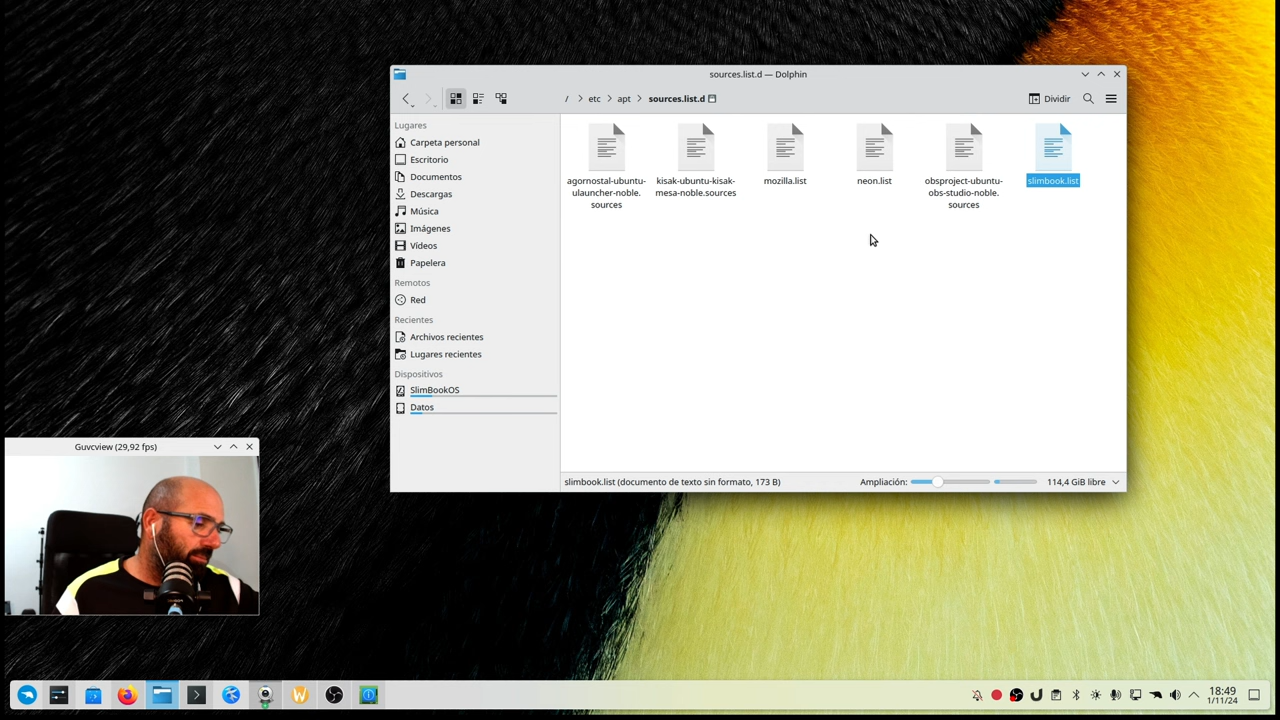 sources.list.d — Dolphin
/ > etc > apt > sources.list.d
Dividir
Lugares
Carpeta personal
Escritorio
Documentos
Descargas
Música
Imágenes
Vídeos
Papelera
Remotos
Red
Recientes
Archivos recientes
Lugares recientes
Dispositivos
SlimBookOS
Datos
agornostal-ubuntu-
ulauncher-noble.
sources
kisak-ubuntu-kisak-
mesa-noble.sources
mozilla.list
neon.list
obsproject-ubuntu-
obs-studio-noble.
sources
slimbook.list
slimbook.list (documento de texto sin formato, 173 B)
Ampliación:
114,4 GiB libre
Guvcview (29,92 fps)
18:49
1/11/24